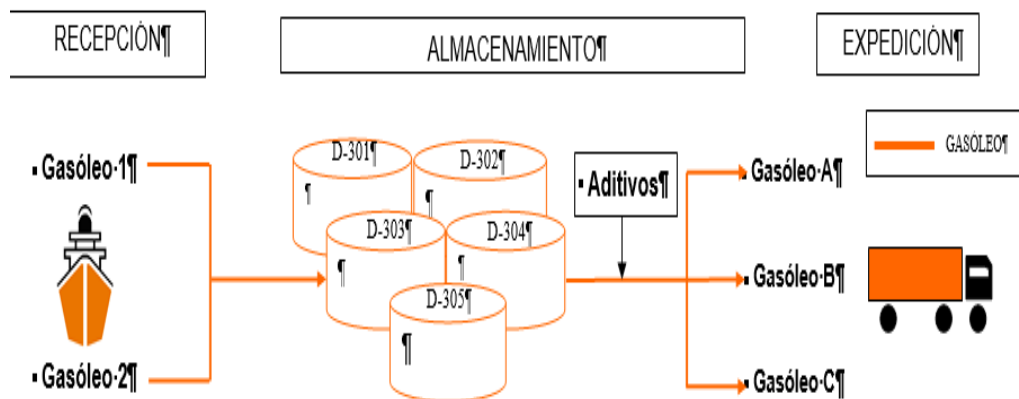 RECEPCIÓN¶
ALMACENAMIENTO¶
EXPEDICIÓN¶
GASÓLEO¶
▪ Gasóleo·1¶
▪ Gasóleo·2¶
D-301¶
¶
D-302¶
¶
D-303¶
¶
D-304¶
¶
D-305¶
¶
▪ Aditivos¶
▪ Gasóleo·A¶
▪ Gasóleo·B¶
▪ Gasóleo·C¶